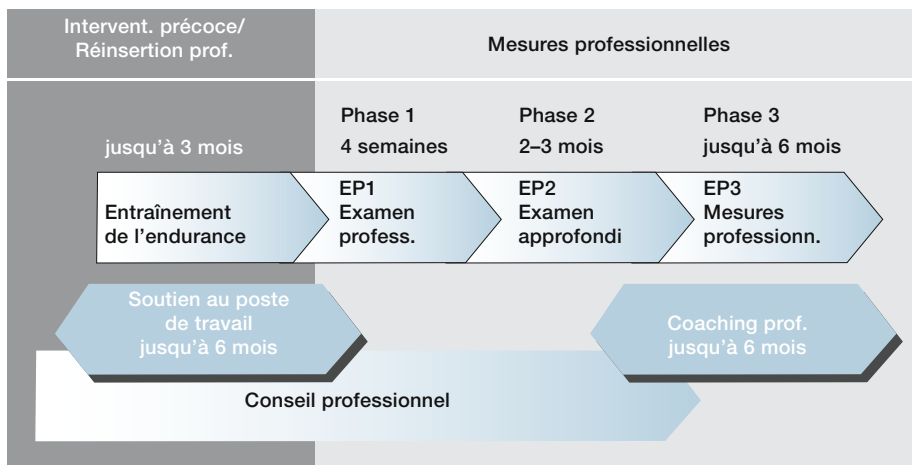 Intervent. précoce/
Réinsertion prof.
Mesures professionnelles
jusqu'à 3 mois
Phase 1
4 semaines
Phase 2
2–3 mois
Phase 3
jusqu'à 6 mois
Entraînement
de l'endurance
EP1
Examen
profess.
EP2
Examen
approfondi
EP3
Mesures
professionn.
Soutien au poste
de travail
jusqu'à 6 mois
Coaching prof.
jusqu'à 6 mois
Conseil professionnel